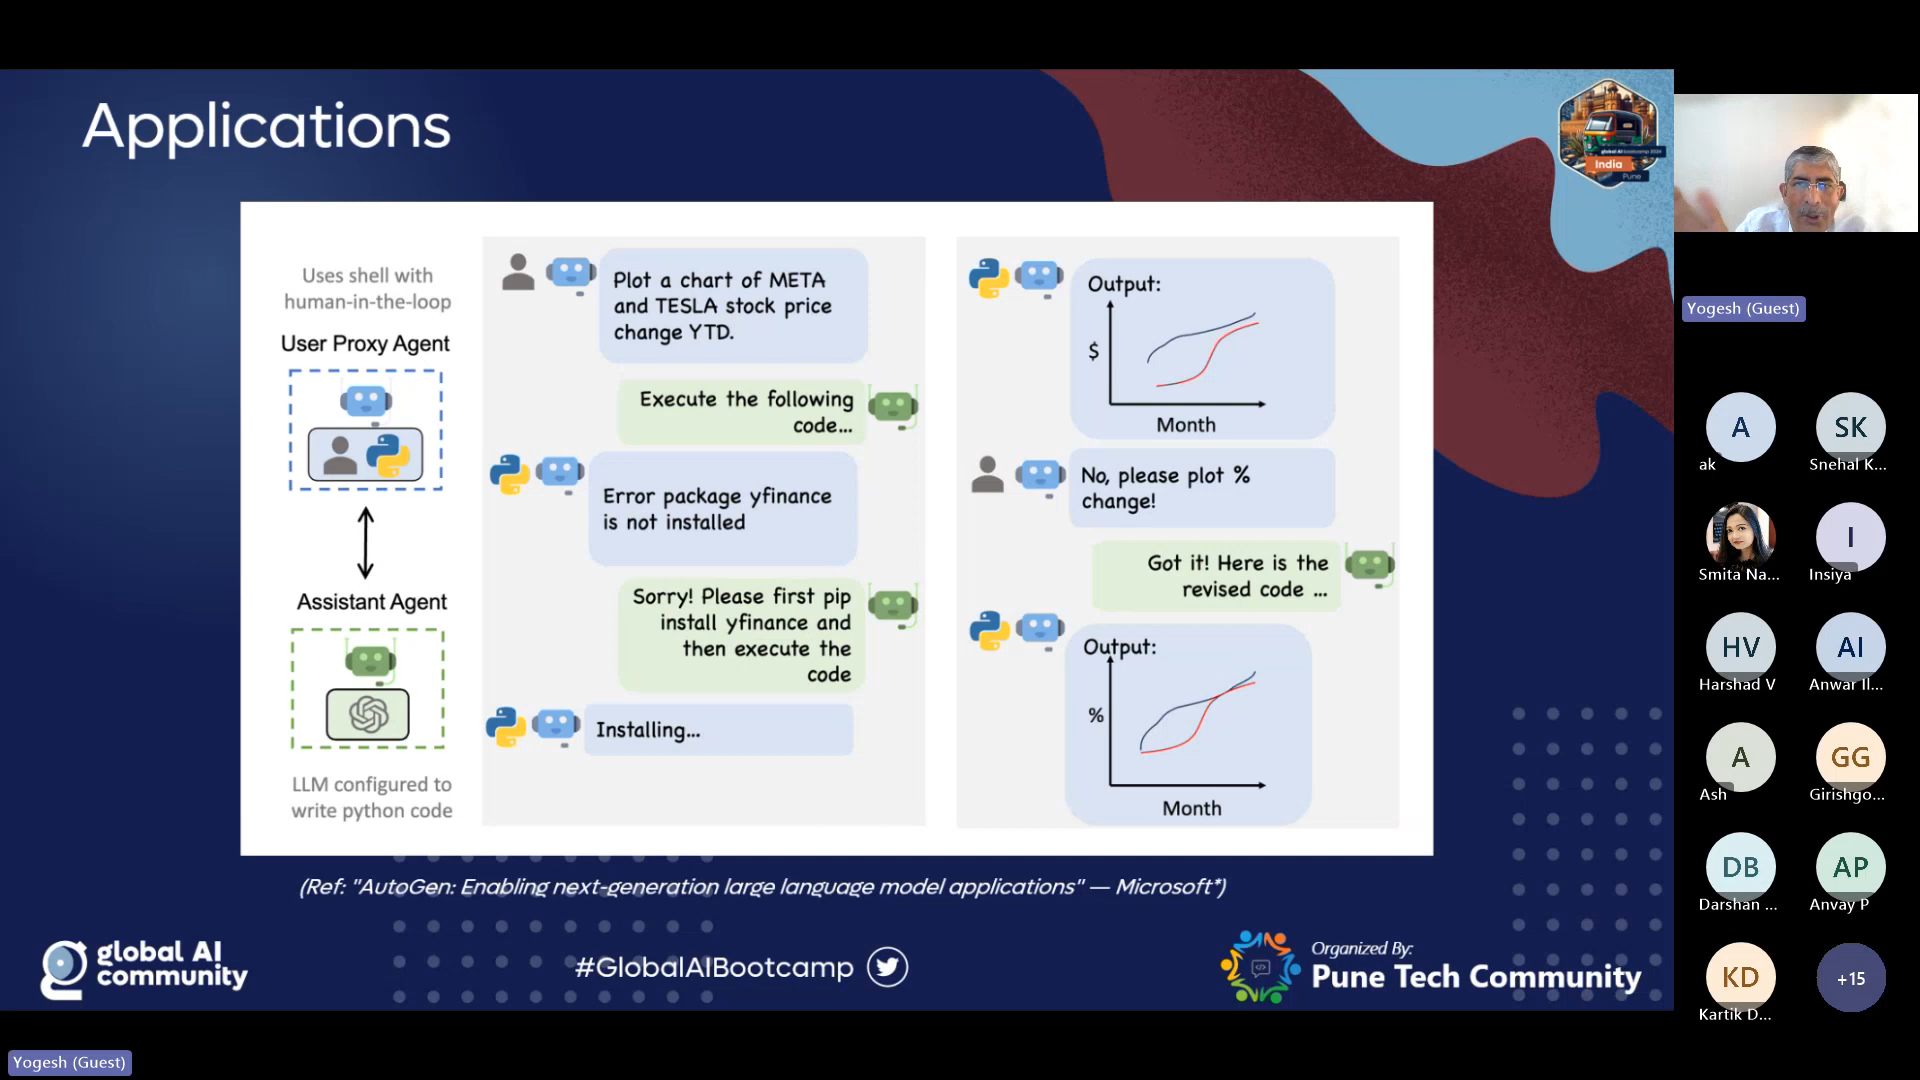 Applications
global AI bootcamp 2024
India
Pune
Uses shell with
human-in-the-loop
User Proxy Agent
Assistant Agent
LLM configured to
write python code
Plot a chart of META
and TESLA stock price
change YTD.
Execute the following
code...
Error package yfinance
is not installed
Sorry! Please first pip
install yfinance and
then execute the
code
Installing...
Output:
$
Month
No, please plot %
change!
Got it! Here is the
revised code ...
Output:
%
Month
(Ref: "AutoGen: Enabling next-generation large language model applications" — Microsoft*)
global AI
community
#GlobalAIBootcamp
Organized By:
Pune Tech Community
Yogesh (Guest)
A
ak
SK
Snehal K...
Smita Na...
I
Insiya
HV
Harshad V
AI
Anwar Il...
A
Ash
GG
Girishgo...
DB
Darshan ...
AP
Anvay P
KD
Kartik D...
+15
Yogesh (Guest)